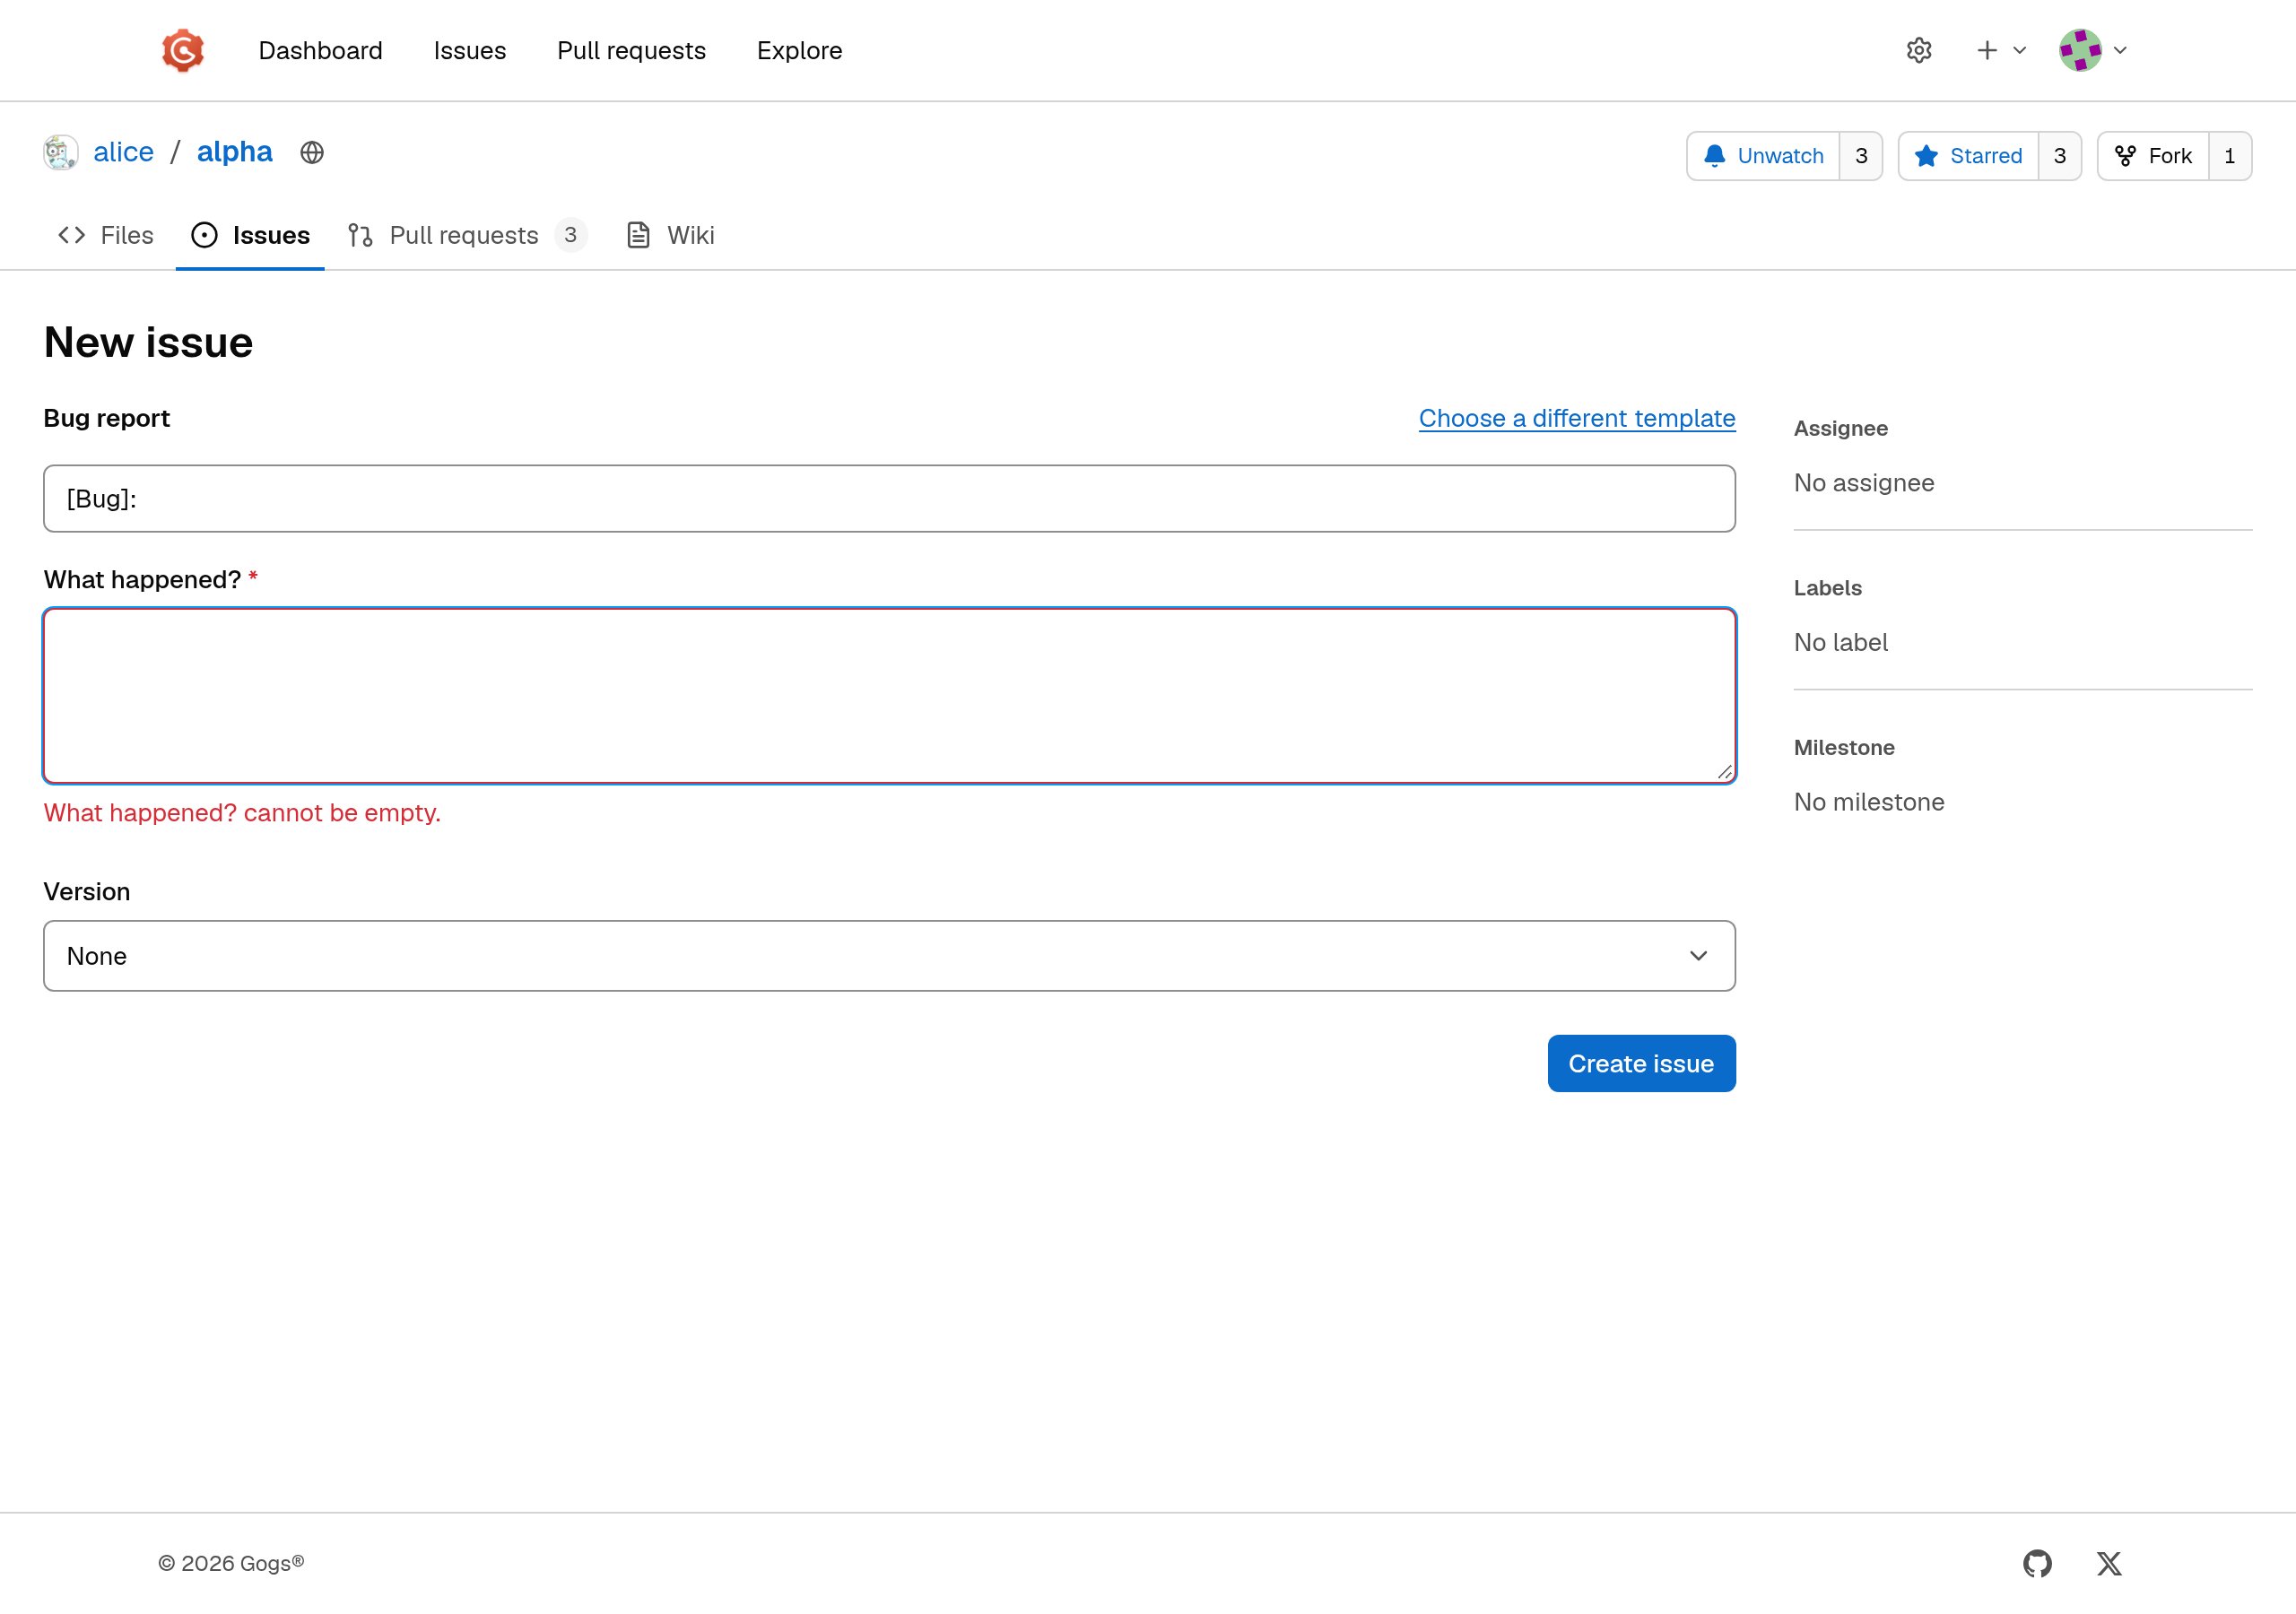 Dashboard Issues Pull requests Explore
alice / alpha
Unwatch 3 Starred 3 Fork 1
Files Issues Pull requests 3 Wiki
New issue
Bug report Choose a different template
[Bug]:
What happened? *
What happened? cannot be empty.
Version
None
Create issue
Assignee
No assignee
Labels
No label
Milestone
No milestone
© 2026 Gogs®